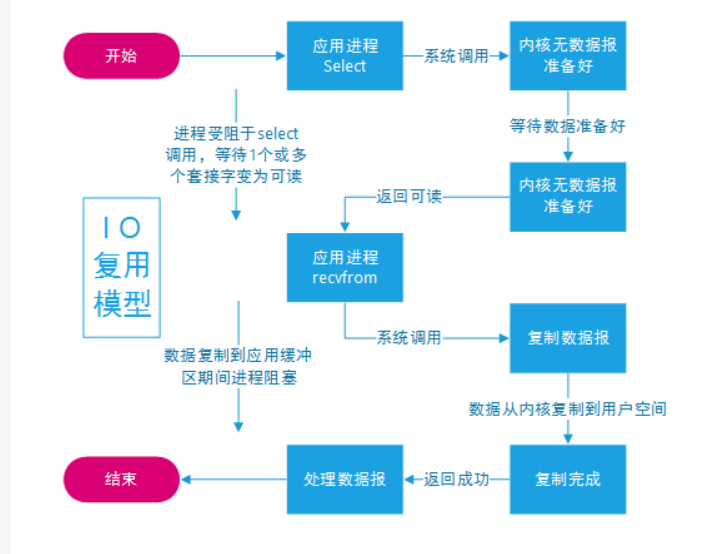 开始
应用进程
Select
系统调用
内核无数据报
准备好
等待数据准备好
进程受阻于select
调用，等待1个或多
个套接字变为可读
内核无数据报
准备好
返回可读
IO
复用
模型
应用进程
recvfrom
系统调用
复制数据报
数据复制到应用缓冲
区期间进程阻塞
数据从内核复制到用户空间
结束
处理数据报
返回成功
复制完成